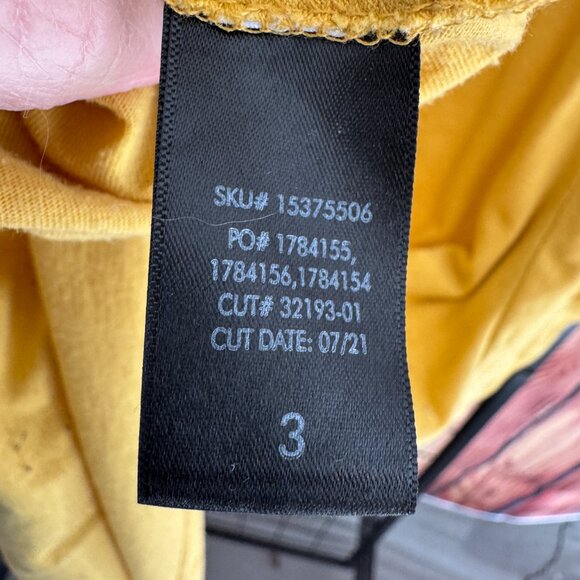 SKU# 15375506
PO# 1784155,
1784156,1784154
CUT# 32193-01
CUT DATE: 07/21
3